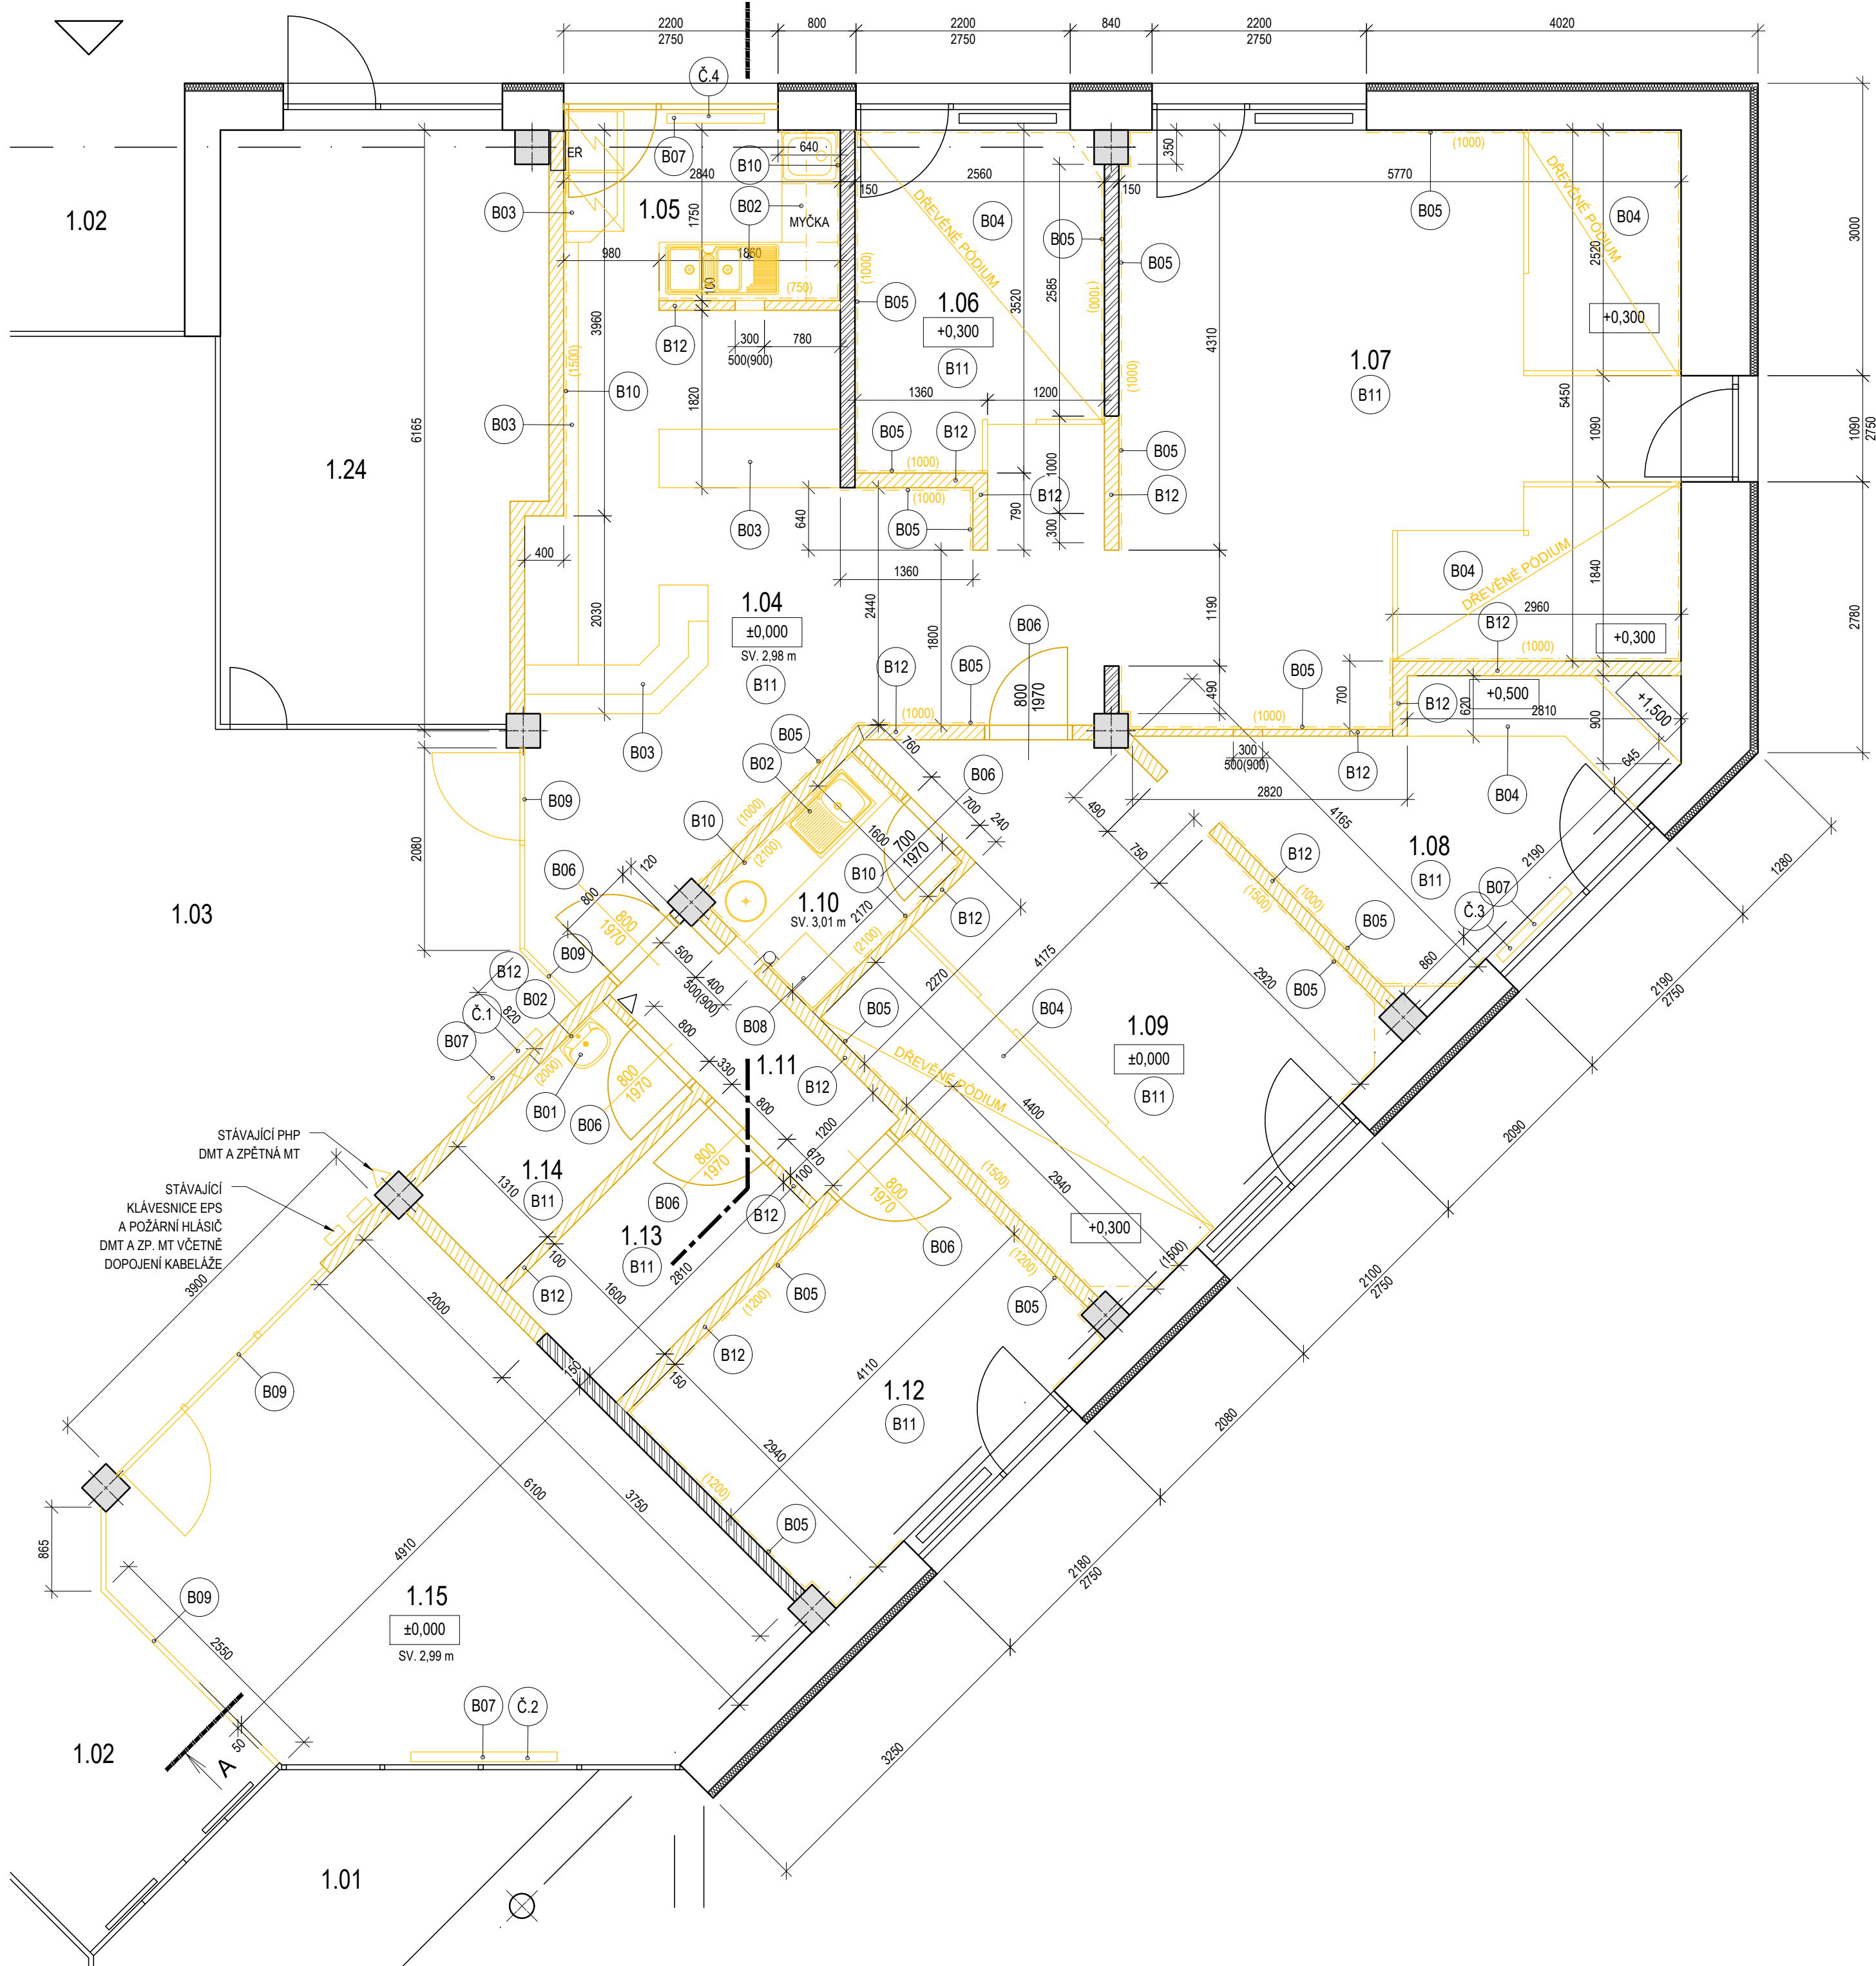 2200
2750
800
2200
2750
840
2200
2750
4020
Č.4
EŘ
B07
640
B10
2840
B02
MYČKA
150
2560
150
350
5770
(1000)
B05
B04
DŘEVĚNÉ PÓDIUM
3000
1.02
B03
1.05
1750
980
1860
100
(750)
B12
300
780
500(900)
(1000)
B05
DŘEVĚNÉ PÓDIUM
B04
B05
B05
1.06
+0,300
B11
3520
2585
(1000)
(1000)
4310
2520
+0,300
1.07
B11
5450
1090
1090
2750
6165
3960
(1500)
B10
B03
1820
1360
1200
B05
B12
(1000)
(1000)
B05
B12
1000
B12
790
300
B05
1.24
B03
640
400
1360
2030
2440
1800
1190
490
B04
DŘEVĚNÉ PÓDIUM
1840
2960
B12
+0,300
(1000)
2780
1.04
±0,000
SV. 2,98 m
B11
B06
B12
B05
(1000)
800
1970
B05
(1000)
700
B12
+0,500
620
2810
900
+1,500
645
B03
B05
B02
760
B06
700
240
300
500(900)
B12
B04
2820
B09
2080
B10
(1000)
(2100)
1600
700
1970
490
750
4165
1.08
B11
2190
1280
B06
120
800
800
1970
B10
1.10
SV. 3,01 m
2170
(2100)
B12
B12
(1500)
(1000)
B05
B05
Č.3
B07
860
1.03
B09
B12
B02
Č.1
820
B07
(2000)
B01
500
400
500(900)
B08
800
330
2270
4175
2920
B05
B04
1.09
±0,000
B11
2190
2750
800
1970
B06
1.11
B12
800
1200
670
100
DŘEVĚNÉ PÓDIUM
4400
2940
2090
STÁVAJÍCÍ PHP
DMT A ZPĚTNÁ MT
STÁVAJÍCÍ
KLÁVESNICE EPS
A POŽÁRNÍ HLÁSIČ
DMT A ZP. MT VČETNĚ
DOPOJENÍ KABELÁŽE
3900
1310
1.14
B11
800
1970
B06
B12
1.13
B11
2810
100
B12
1600
B05
(1200)
B12
800
1970
B06
(1500)
(1200)
B05
+0,300
(1500)
2100
2750
2000
B09
150
150
4110
1.12
B11
2080
2940
6100
3750
(1200)
B05
4910
865
B09
1.15
±0,000
SV. 2,99 m
2550
2180
2750
B07
Č.2
50
A
1.02
3250
1.01